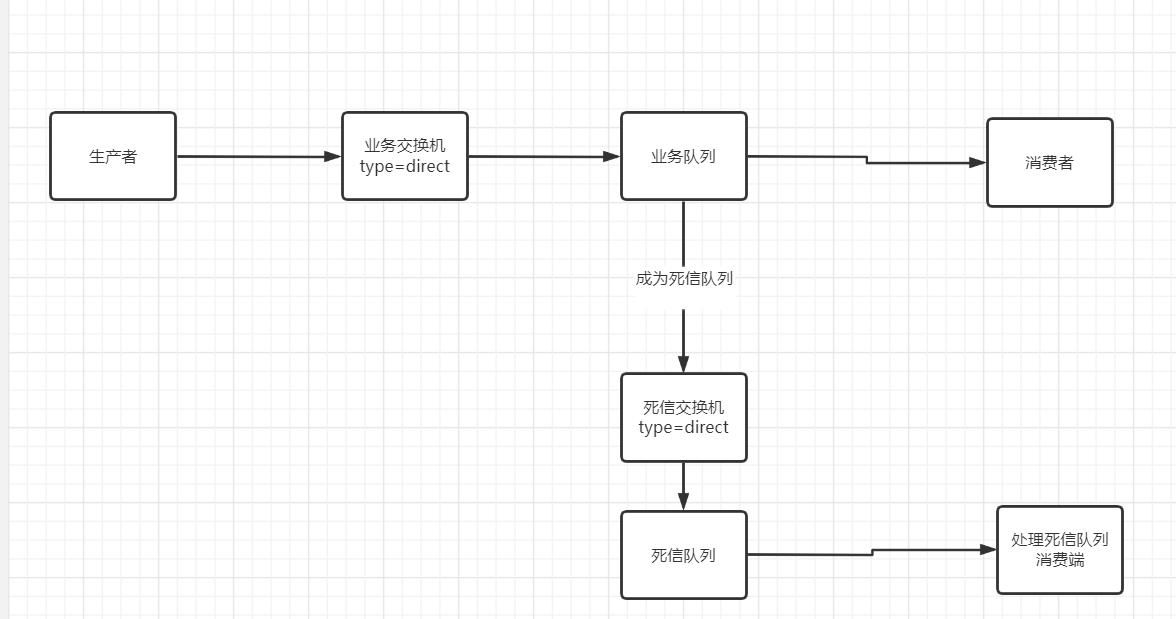 生产者
业务交换机
type=direct
业务队列
消费者
成为死信队列
死信交换机
type=direct
死信队列
处理死信队列
消费端